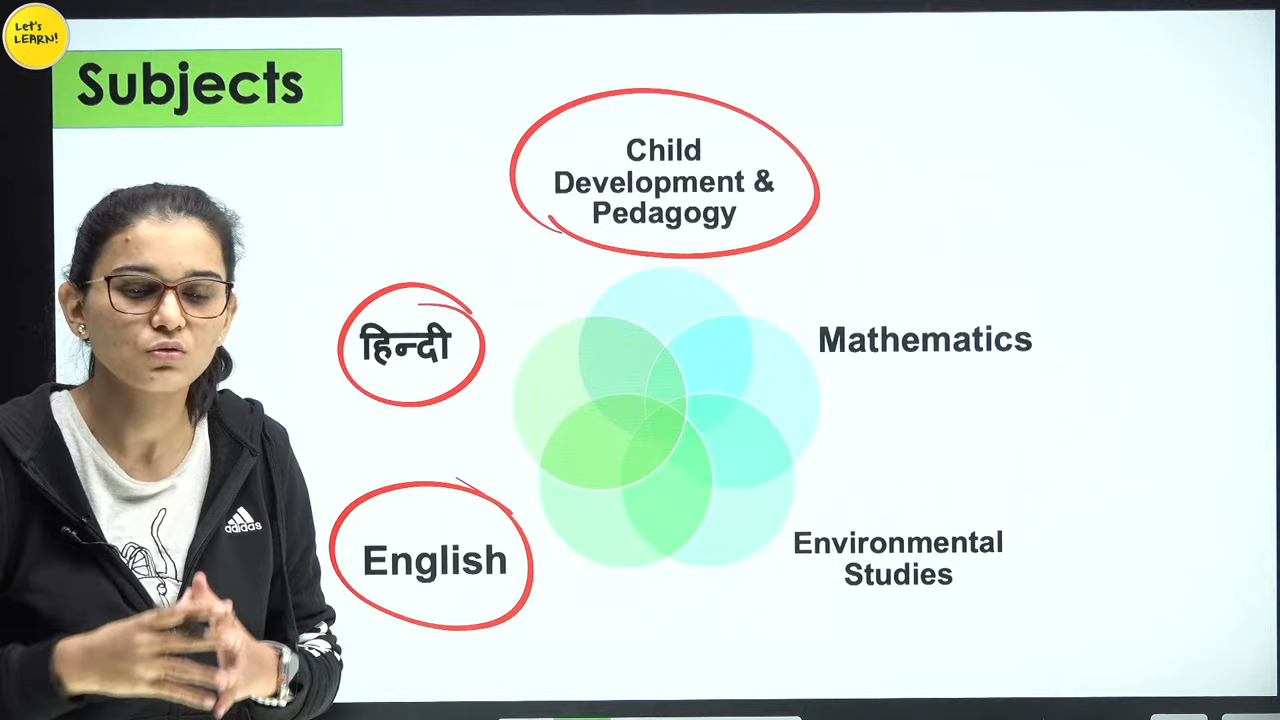 Let's
LEARN!
Subjects
Child
Development &
Pedagogy
हिन्दी
Mathematics
English
Environmental
Studies
adidas